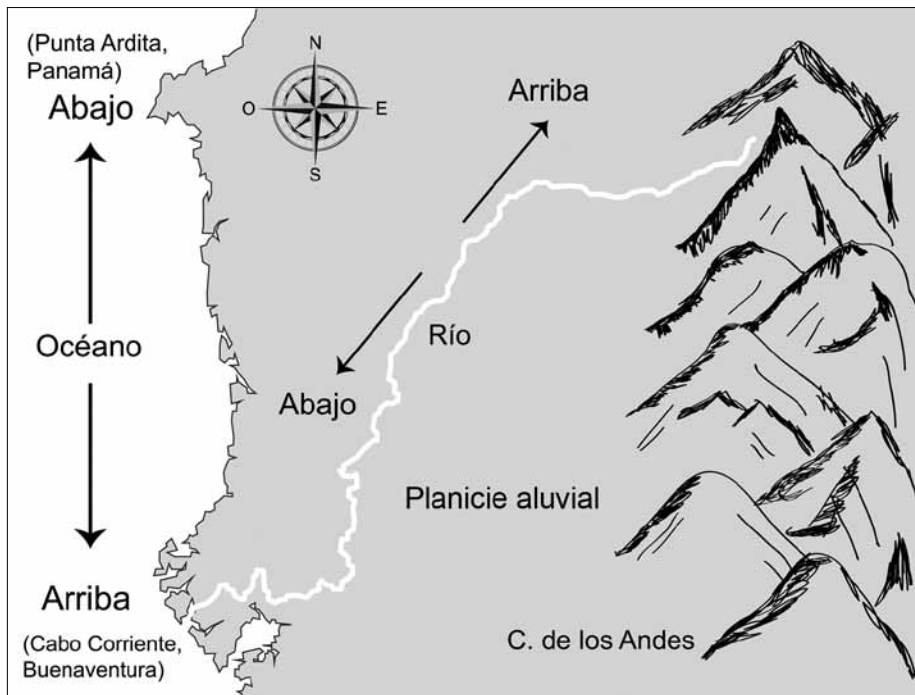 (Punta Ardita,
Panamá)
Abajo
N
O
E
S
Arriba
Océano
Río
Abajo
Planicie aluvial
Arriba
(Cabo Corriente,
Buenaventura)
C. de los Andes